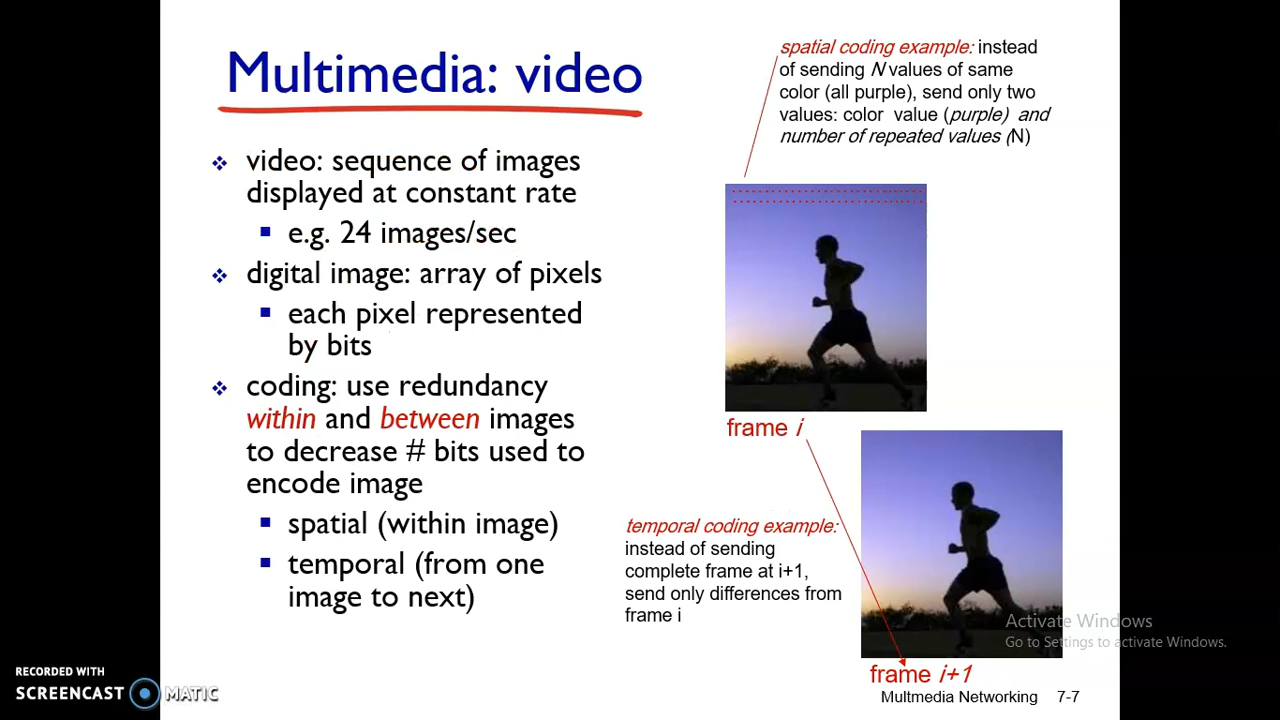 Multimedia: video
video: sequence of images
displayed at constant rate
e.g. 24 images/sec
digital image: array of pixels
each pixel represented
by bits
coding: use redundancy
within and between images
to decrease # bits used to
encode image
spatial (within image)
temporal (from one
image to next)
spatial coding example: instead
of sending N values of same
color (all purple), send only two
values: color value (purple) and
number of repeated values (N)
frame i
temporal coding example:
instead of sending
complete frame at i+1,
send only differences from
frame i
frame i+1
Activate Windows
Go to Settings to activate Windows.
Multmedia Networking 7-7
RECORDED WITH
SCREENCAST MATIC